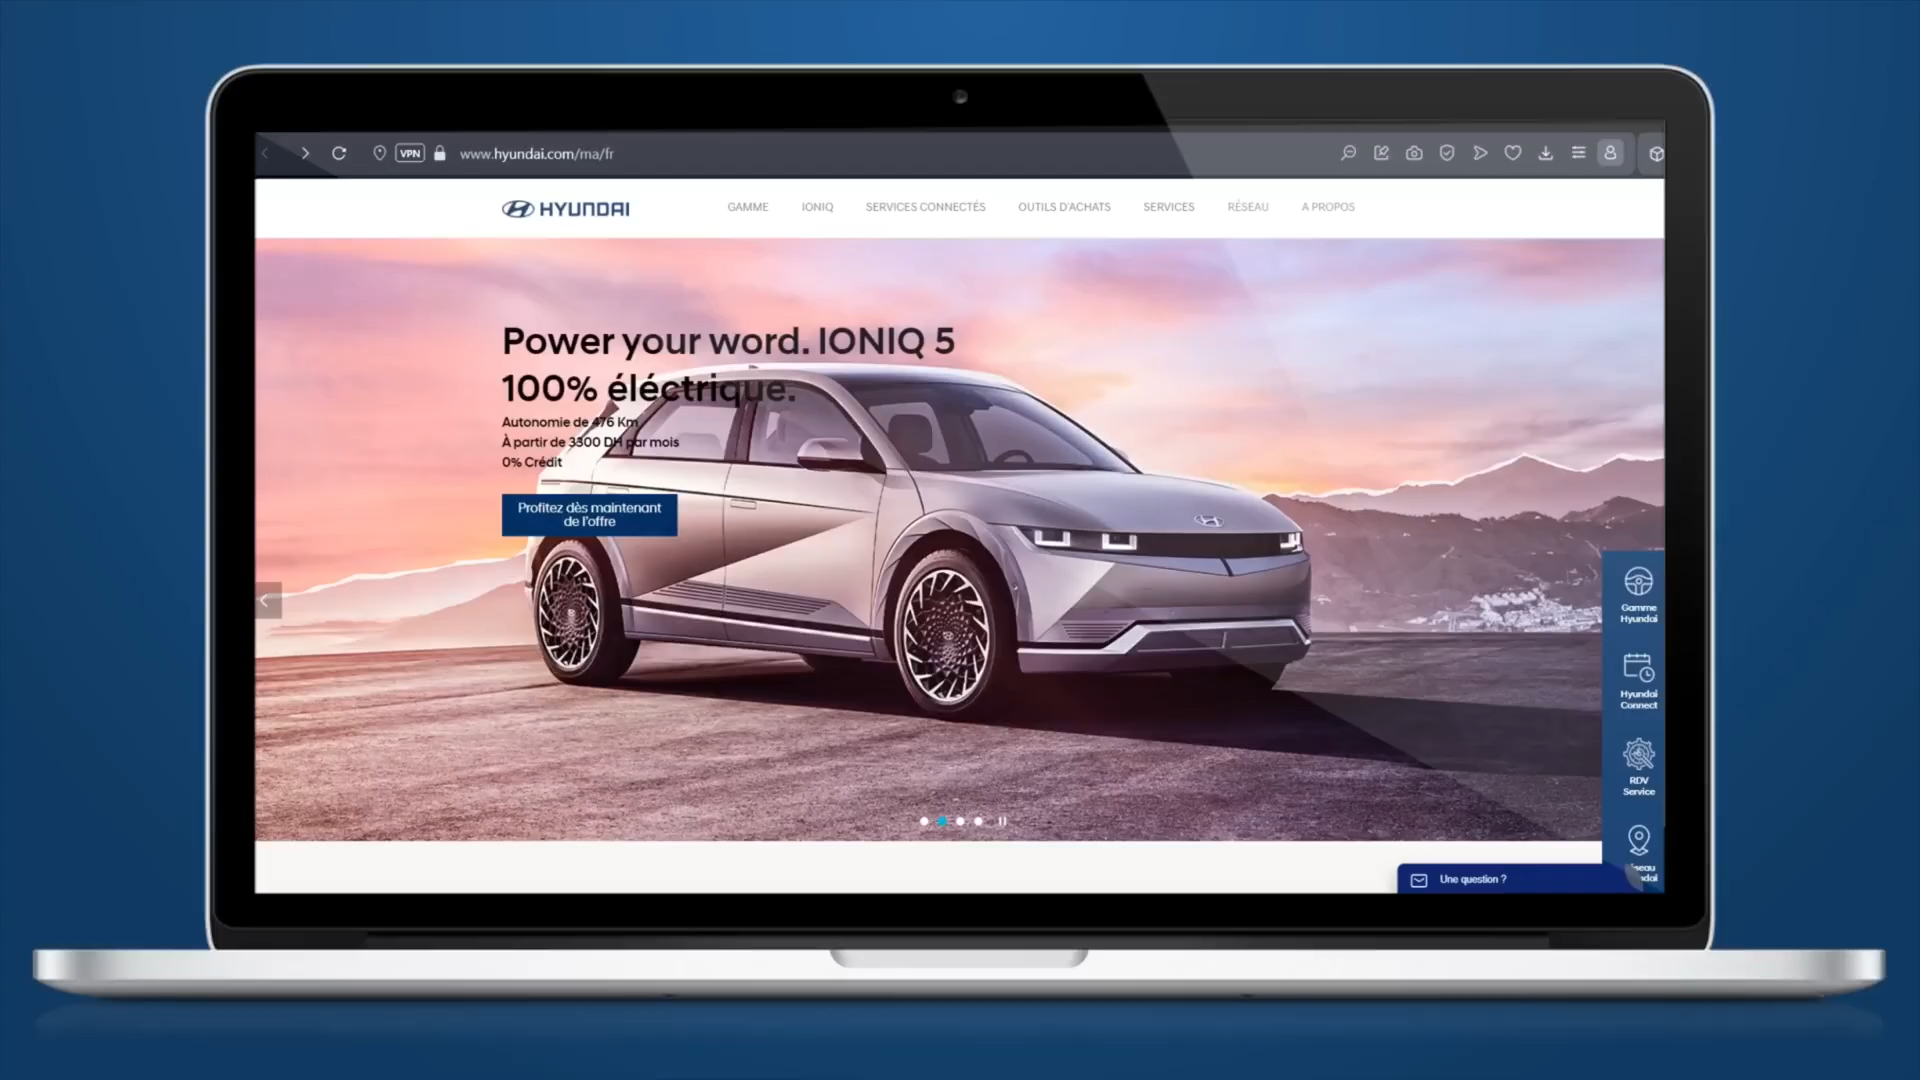 VPN
www.hyundai.com/ma/fr
HYUNDAI
GAMME IONIQ SERVICES CONNECTÉS OUTILS D'ACHATS SERVICES RÉSEAU A PROPOS
Power your word. IONIQ 5
100% éléctrique.
Autonomie de 476 Km
À partir de 3300 DH par mois
0% Crédit
Profitez dès maintenant
de l'offre
Gamme
Hyundai
Hyundai
Connect
RDV
Service
Une question ?